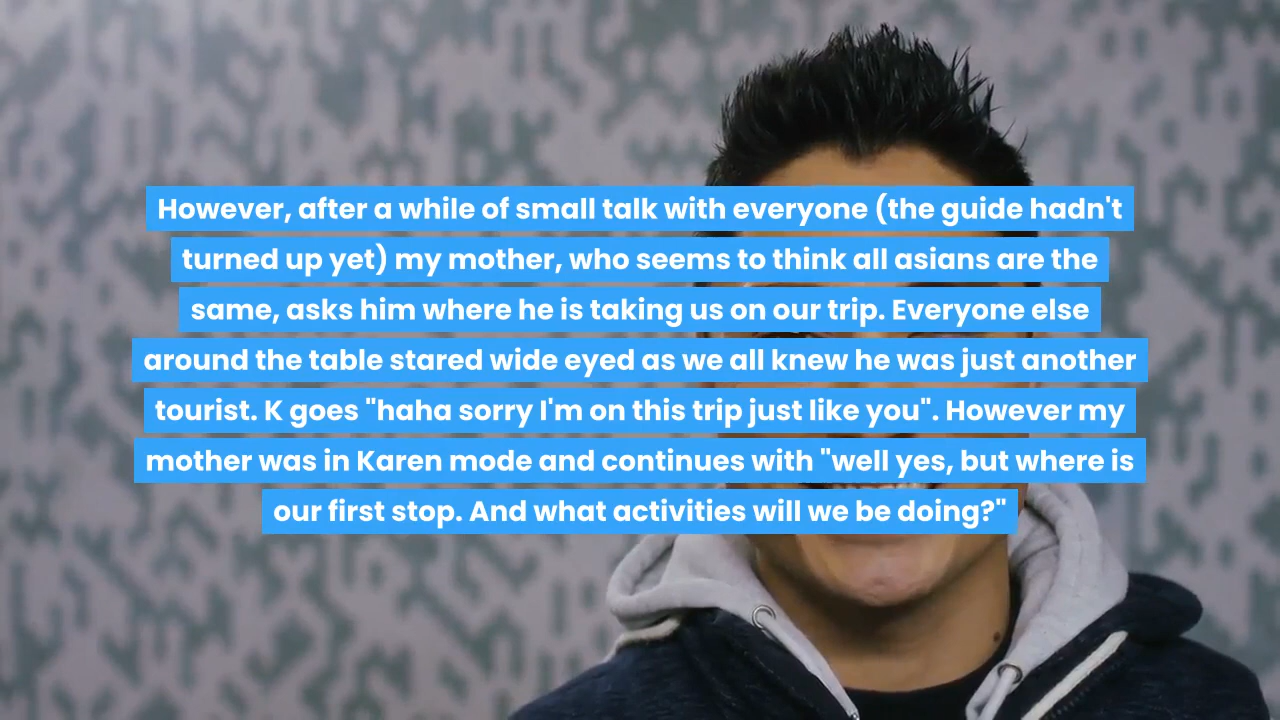 However, after a while of small talk with everyone (the guide hadn't
turned up yet) my mother, who seems to think all asians are the
same, asks him where he is taking us on our trip. Everyone else
around the table stared wide eyed as we all knew he was just another
tourist. K goes "haha sorry I'm on this trip just like you". However my
mother was in Karen mode and continues with "well yes, but where is
our first stop. And what activities will we be doing?"